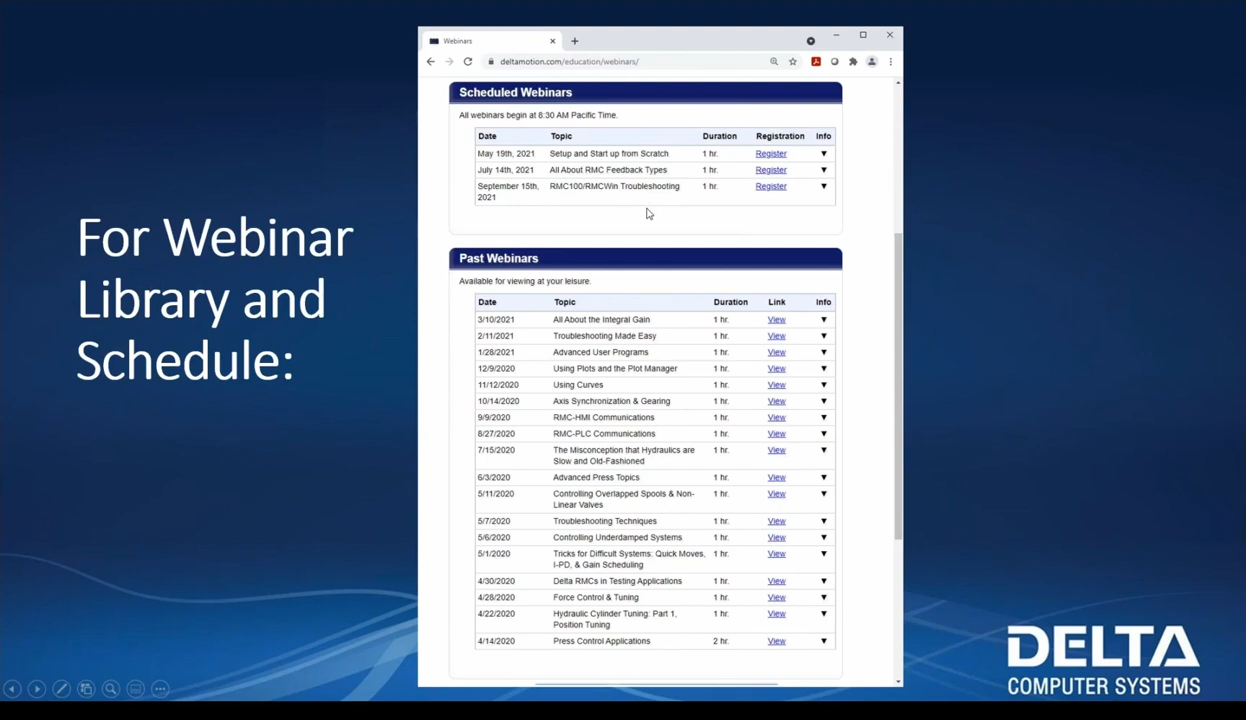 For Webinar
Library and
Schedule:
Webinars
deltamotion.com/education/webinars/
Scheduled Webinars
All webinars begin at 8:30 AM Pacific Time.
Date Topic Duration Registration Info
May 19th, 2021 Setup and Start up from Scratch 1 hr. Register ▼
July 14th, 2021 All About RMC Feedback Types 1 hr. Register ▼
September 15th, RMC100/RMCWin Troubleshooting 1 hr. Register ▼
2021
Past Webinars
Available for viewing at your leisure.
Date Topic Duration Link Info
3/10/2021 All About the Integral Gain 1 hr. View ▼
2/11/2021 Troubleshooting Made Easy 1 hr. View ▼
1/28/2021 Advanced User Programs 1 hr. View ▼
12/9/2020 Using Plots and the Plot Manager 1 hr. View ▼
11/12/2020 Using Curves 1 hr. View ▼
10/14/2020 Axis Synchronization & Gearing 1 hr. View ▼
9/9/2020 RMC-HMI Communications 1 hr. View ▼
8/27/2020 RMC-PLC Communications 1 hr. View ▼
7/15/2020 The Misconception that Hydraulics are 1 hr. View ▼
Slow and Old-Fashioned
6/3/2020 Advanced Press Topics 1 hr. View ▼
5/11/2020 Controlling Overlapped Spools & Non- 1 hr. View ▼
Linear Valves
5/7/2020 Troubleshooting Techniques 1 hr. View ▼
5/6/2020 Controlling Underdamped Systems 1 hr. View ▼
5/1/2020 Tricks for Difficult Systems: Quick Moves, 1 hr. View ▼
I-PD, & Gain Scheduling
4/30/2020 Delta RMCs in Testing Applications 1 hr. View ▼
4/28/2020 Force Control & Tuning 1 hr. View ▼
4/22/2020 Hydraulic Cylinder Tuning: Part 1, 1 hr. View ▼
Position Tuning
4/14/2020 Press Control Applications 2 hr. View ▼
DELTA
COMPUTER SYSTEMS